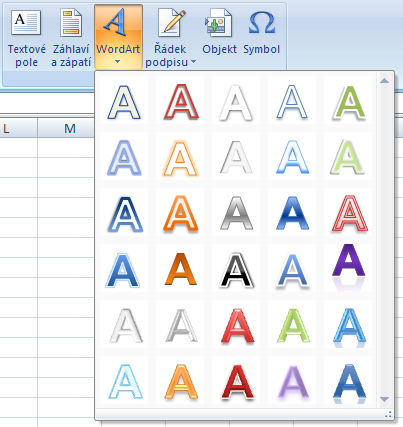 Textové pole
Záhlaví a zápatí
WordArt
Řádek podpisu
Objekt
Symbol
L M
A A A A A
A A A A A
A A A A A
A A A A A
A A A A A
A A A A A